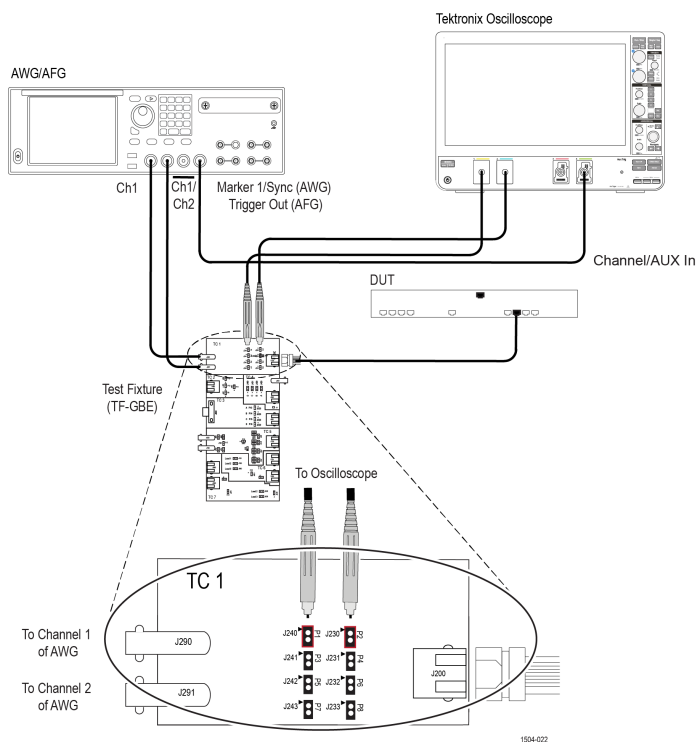 Tektronix Oscilloscope
AWG/AFG
Ch1
Ch1/
Ch2
Marker 1/Sync (AWG)
Trigger Out (AFG)
Channel/AUX In
DUT
TC 1
Test Fixture
(TF-GBE)
To Oscilloscope
TC 1
To Channel 1
of AWG
J290
J240 P1
J230 P2
J241 P3
J231 P4
J200
To Channel 2
of AWG
J291
J242 P5
J232 P6
J243 P7
J233 P8
1504-022